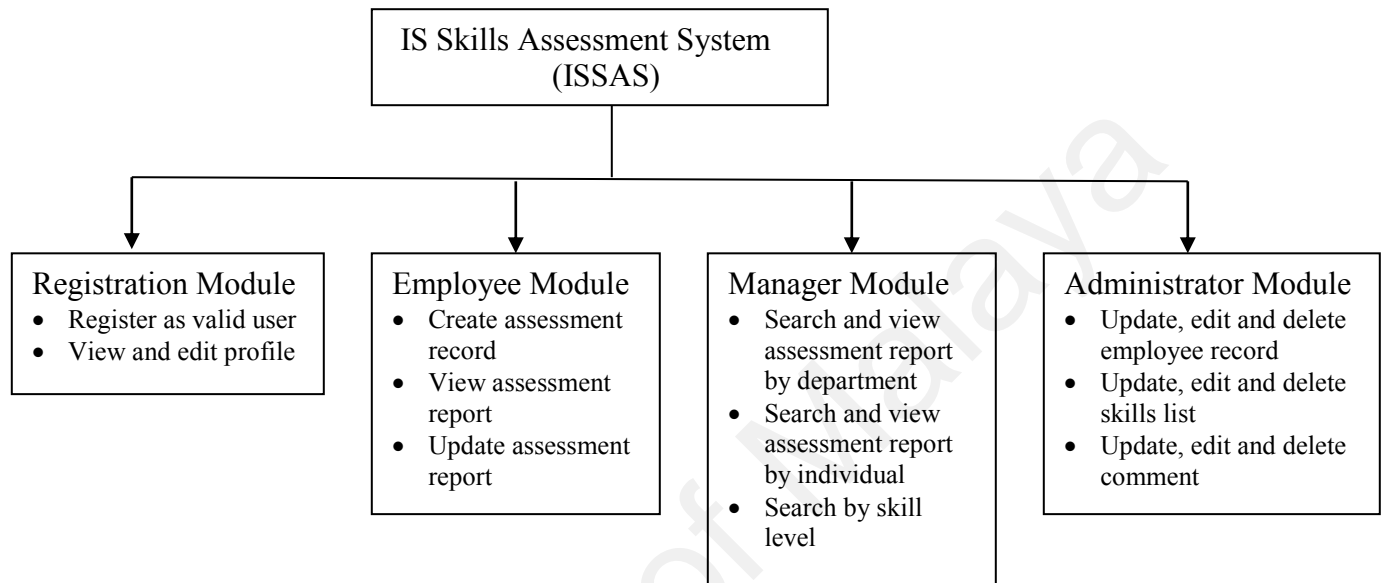 IS Skills Assessment System
(ISSAS)
Registration Module
• Register as valid user
• View and edit profile
Employee Module
• Create assessment
record
• View assessment
report
• Update assessment
report
Manager Module
• Search and view
assessment report
by department
• Search and view
assessment report
by individual
• Search by skill
level
Administrator Module
• Update, edit and delete
employee record
• Update, edit and delete
skills list
• Update, edit and delete
comment
of Malaya